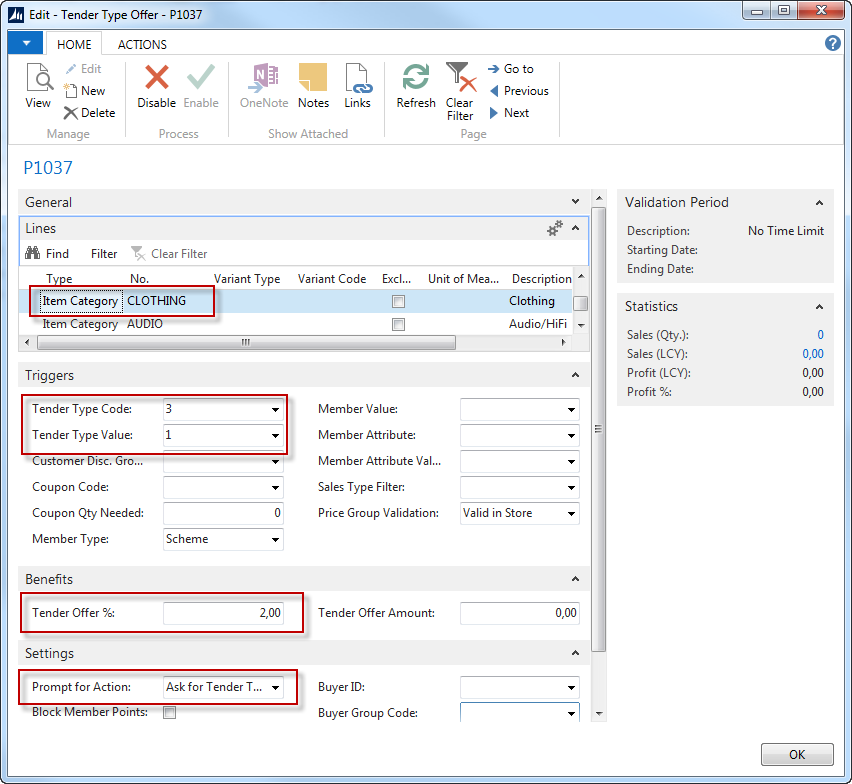 Edit - Tender Type Offer - P1037
HOME ACTIONS
View
Edit
New
Delete
Manage
Disable
Enable
Process
OneNote
Notes
Links
Show Attached
Refresh
Clear
Filter
Go to
Previous
Next
Page
P1037
General
Lines
Find Filter Clear Filter
Type No. Variant Type Variant Code Excl... Unit of Mea... Description
Item Category CLOTHING Clothing
Item Category AUDIO Audio/HiFi
Triggers
Tender Type Code: 3
Tender Type Value: 1
Customer Disc. Gro...
Coupon Code:
Coupon Qty Needed: 0
Member Type: Scheme
Member Value:
Member Attribute:
Member Attribute Val...
Sales Type Filter:
Price Group Validation: Valid in Store
Benefits
Tender Offer %: 2,00
Tender Offer Amount: 0,00
Settings
Prompt for Action: Ask for Tender T...
Block Member Points:
Buyer ID:
Buyer Group Code:
Validation Period
Description: No Time Limit
Starting Date:
Ending Date:
Statistics
Sales (Qty.): 0
Sales (LCY): 0,00
Profit (LCY): 0,00
Profit %: 0,00
OK